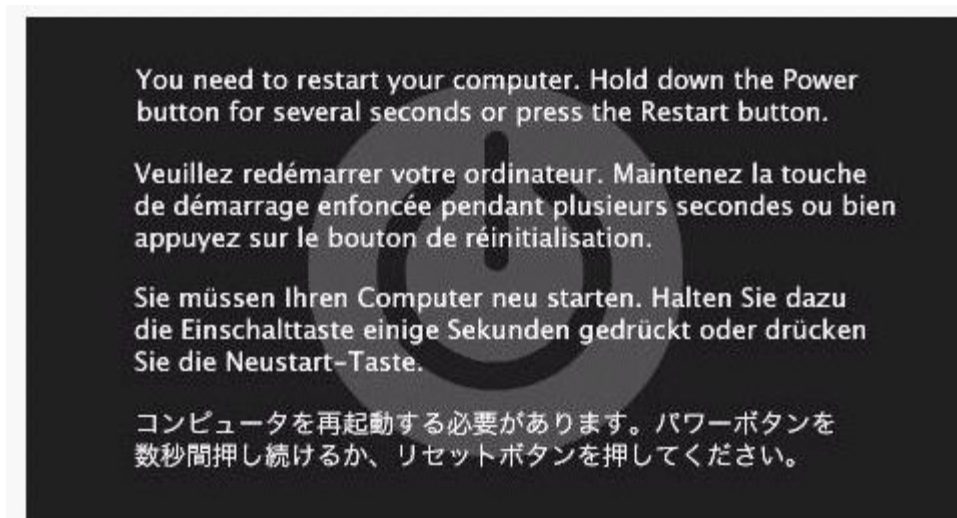 You need to restart your computer. Hold down the Power
button for several seconds or press the Restart button.
Veuillez redémarrer votre ordinateur. Maintenez la touche
de démarrage enfoncée pendant plusieurs secondes ou bien
appuyez sur le bouton de réinitialisation.
Sie müssen Ihren Computer neu starten. Halten Sie dazu
die Einschalttaste einige Sekunden gedrückt oder drücken
Sie die Neustart-Taste.
コンピュータを再起動する必要があります。パワーボタンを
数秒間押し続けるか、リセットボタンを押してください。